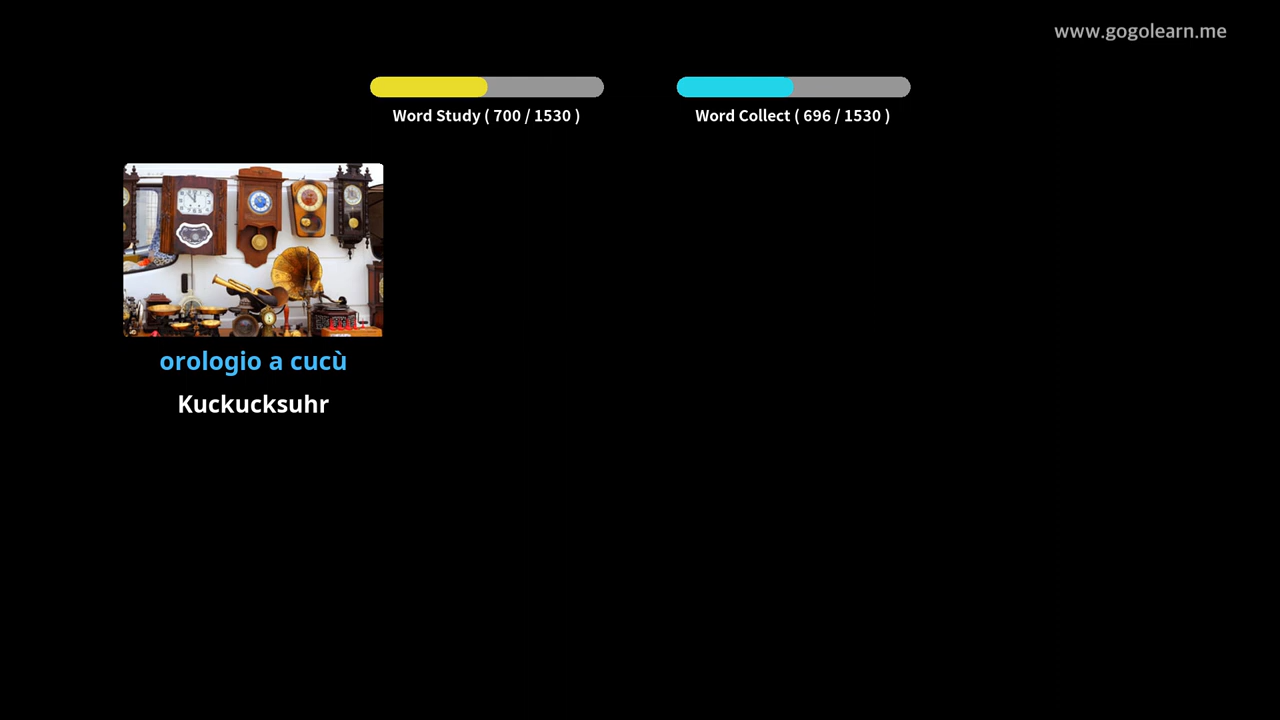 www.gogolearn.me
Word Study ( 700 / 1530 )
Word Collect ( 696 / 1530 )
orologio a cucù
Kuckucksuhr